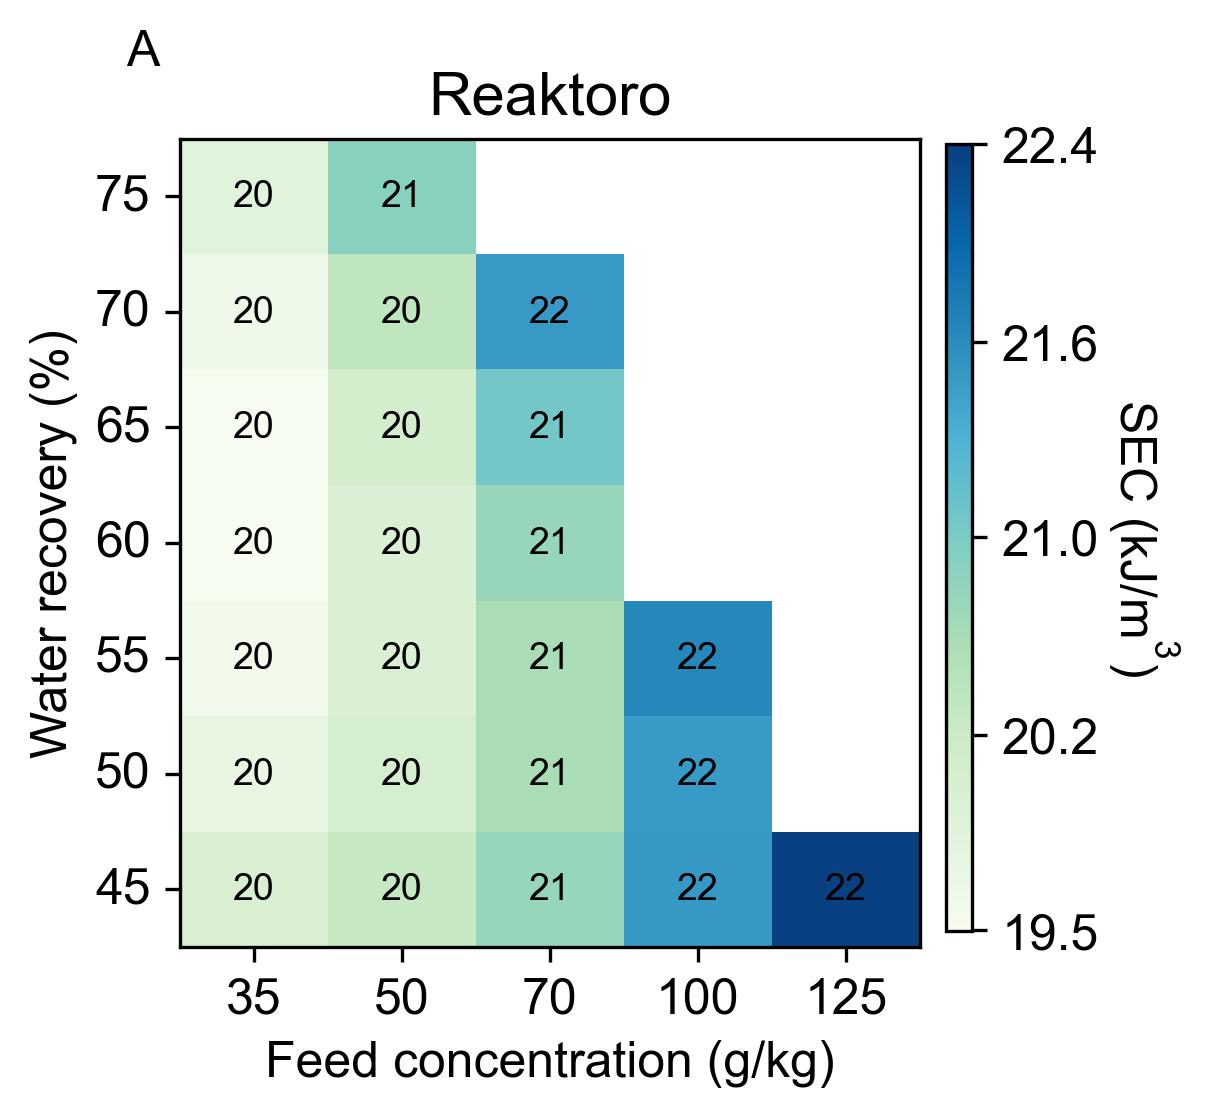 A
Reaktoro
75 20 21
70 20 20 22
65 20 20 21
60 20 20 21
55 20 20 21 22
50 20 20 21 22
45 20 20 21 22 22
35 50 70 100 125
Feed concentration (g/kg)
Water recovery (%)
22.4
21.6
21.0
20.2
19.5
SEC (kJ/m³)